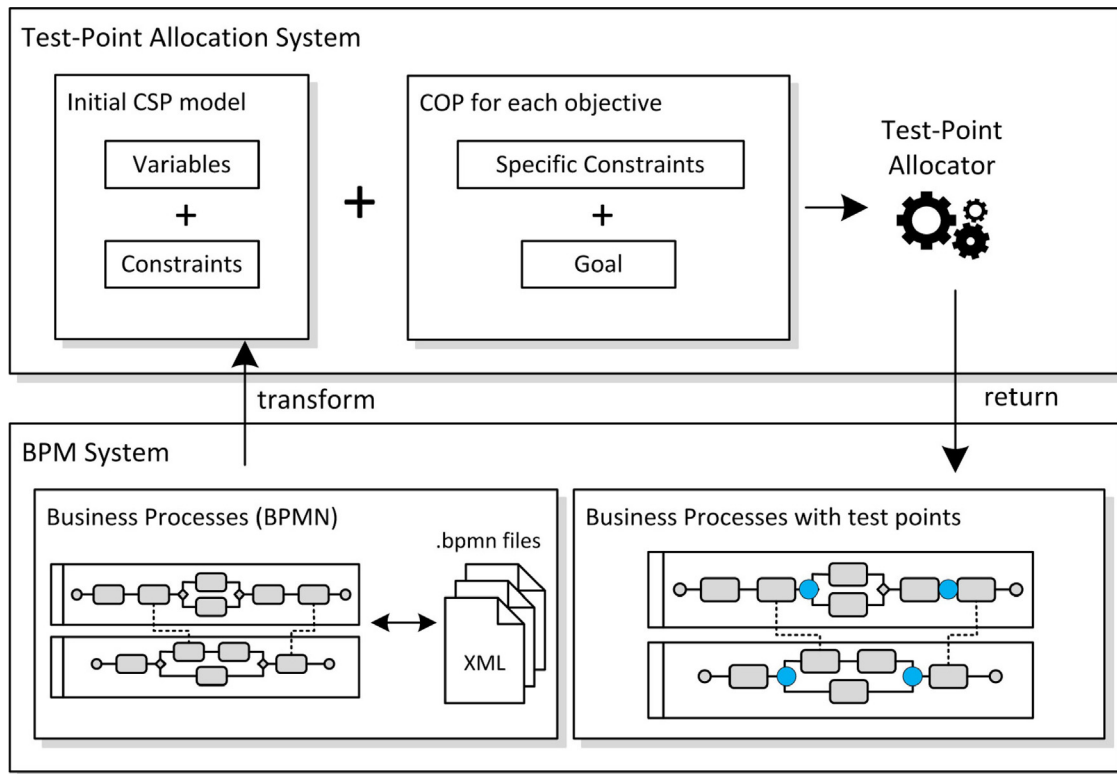 Test-Point Allocation System
Initial CSP model
Variables
+
Constraints
+
COP for each objective
Specific Constraints
+
Goal
Test-Point
Allocator
transform
return
BPM System
Business Processes (BPMN)
.bpmn files
XML
Business Processes with test points